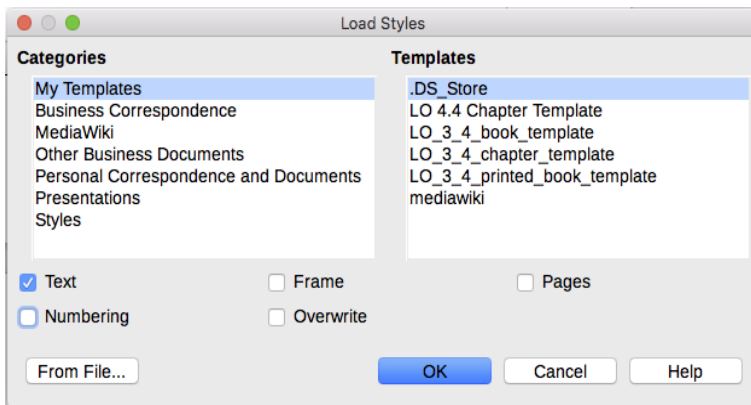 Load Styles
Categories
Templates
My Templates
Business Correspondence
MediaWiki
Other Business Documents
Personal Correspondence and Documents
Presentations
Styles
.DS_Store
LO 4.4 Chapter Template
LO_3_4_book_template
LO_3_4_chapter_template
LO_3_4_printed_book_template
mediawiki
Text
Frame
Pages
Numbering
Overwrite
From File...
OK
Cancel
Help